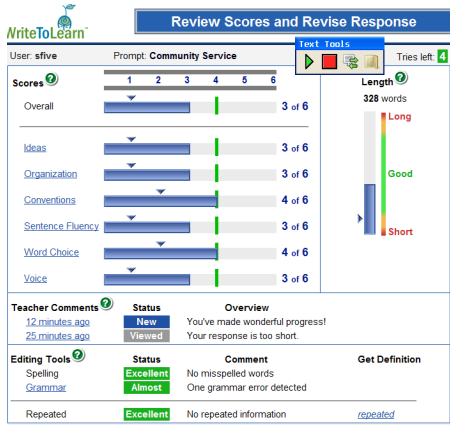 WriteToLearn™
Review Scores and Revise Response
Text Tools
User: sfive
Prompt: Community Service
Tries left: 4
Scores ?
1 2 3 4 5 6
Length ?
328 words
Overall
3 of 6
Long
Ideas
3 of 6
Organization
3 of 6
Good
Conventions
4 of 6
Sentence Fluency
3 of 6
Short
Word Choice
4 of 6
Voice
3 of 6
Teacher Comments ? Status Overview
12 minutes ago New You've made wonderful progress!
25 minutes ago Viewed Your response is too short.
Editing Tools ? Status Comment Get Definition
Spelling Excellent No misspelled words
Grammar Almost One grammar error detected
Repeated Excellent No repeated information repeated